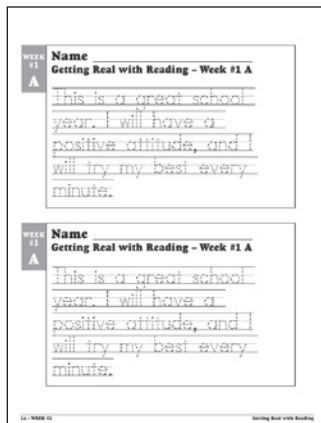 WEEK
#1
A
Name
Getting Real with Reading – Week #1 A
This is a great school
year. I will have a
positive attitude, and I
will try my best every
minute.
WEEK
#1
A
Name
Getting Real with Reading – Week #1 A
This is a great school
year. I will have a
positive attitude, and I
will try my best every
minute.
Getting Real with Reading